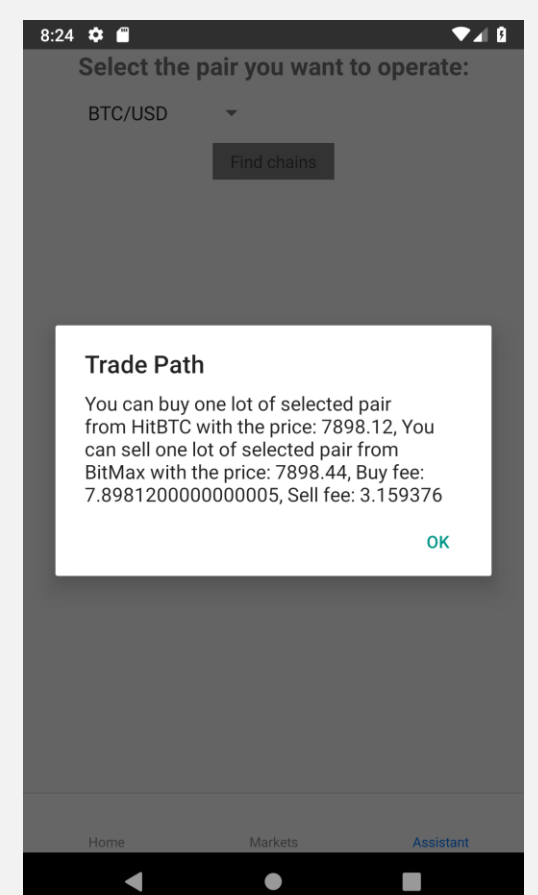 8:24
Select the pair you want to operate:
BTC/USD
Find chains
Trade Path
You can buy one lot of selected pair
from HitBTC with the price: 7898.12, You
can sell one lot of selected pair from
BitMax with the price: 7898.44, Buy fee:
7.8981200000000005, Sell fee: 3.159376
OK
Home Markets Assistant